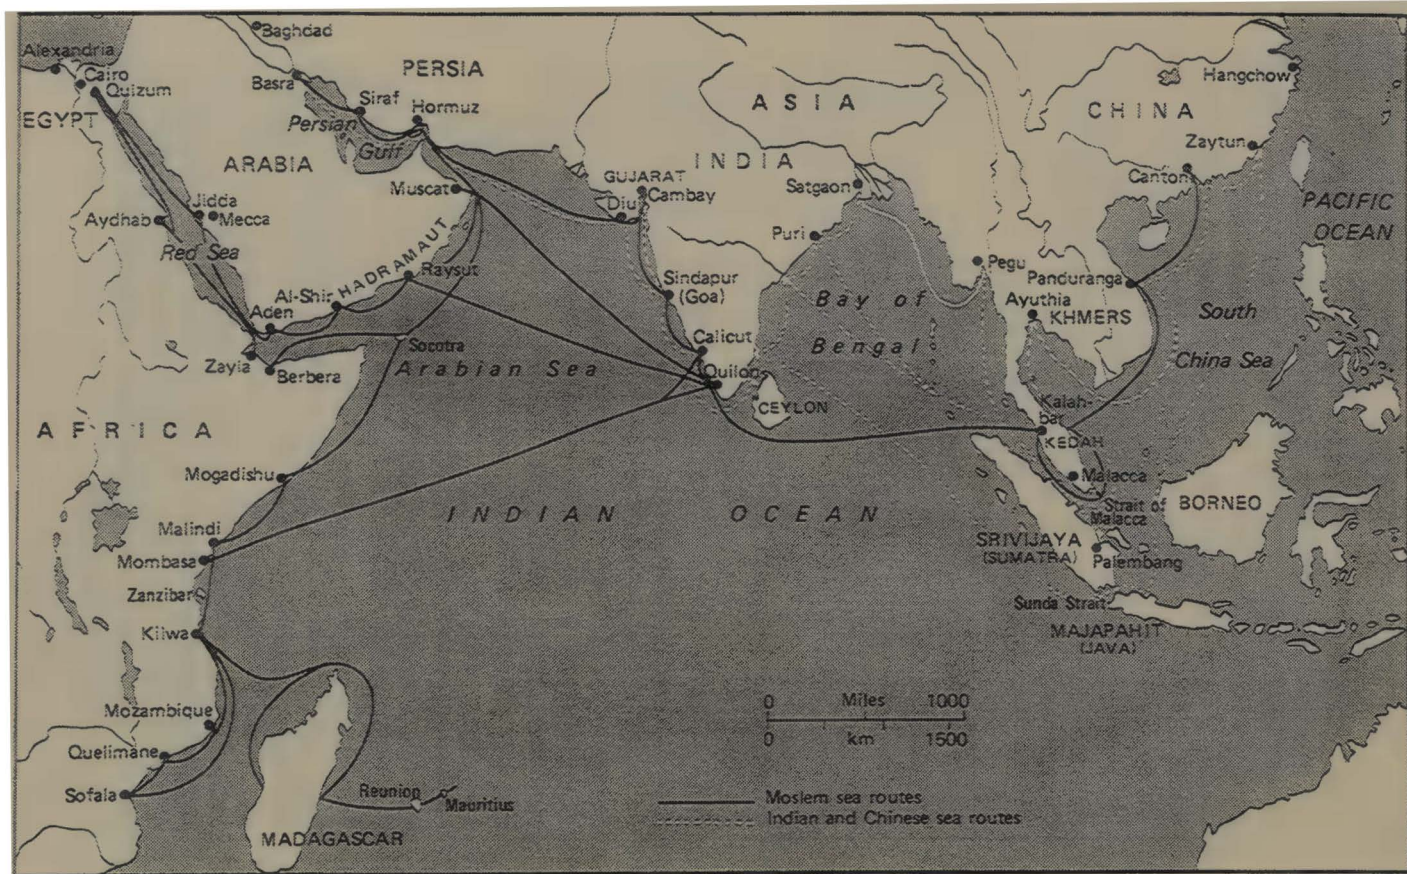 Alexandria
Cairo
Quizum
EGYPT
Baghdad
Basra
PERSIA
Siraf
Hormuz
Persian
Gulf
ARABIA
Muscat
Jidda
Mecca
Aydhab
Red Sea
HADRAMAUT
Raysut
Al-Shir
Aden
Zayla
Berbera
Socotra
Arabian Sea
AFRICA
Mogadishu
Malindi
Mombasa
Zanzibar
Kilwa
Mozambique
Quelimane
Sofala
MADAGASCAR
Reunion
Mauritius
ASIA
INDIA
GUJARAT
Cambay
Diu
Satgaon
Puri
Sindapur
(Goa)
Calicut
Quilon
CEYLON
Bay of
Bengal
INDIAN OCEAN
CHINA
Hangchow
Zaytun
Canton
PACIFIC
OCEAN
Pegu
Panduranga
Ayuthia
KHMERS
South
China Sea
Kalah-
bar
KEDAH
Malacca
Strait of
Malacca
BORNEO
SRIVIJAYA
(SUMATRA)
Palembang
Sunda Strait
MAJAPAHIT
(JAVA)
0 Miles 1000
0 km 1500
Moslem sea routes
Indian and Chinese sea routes